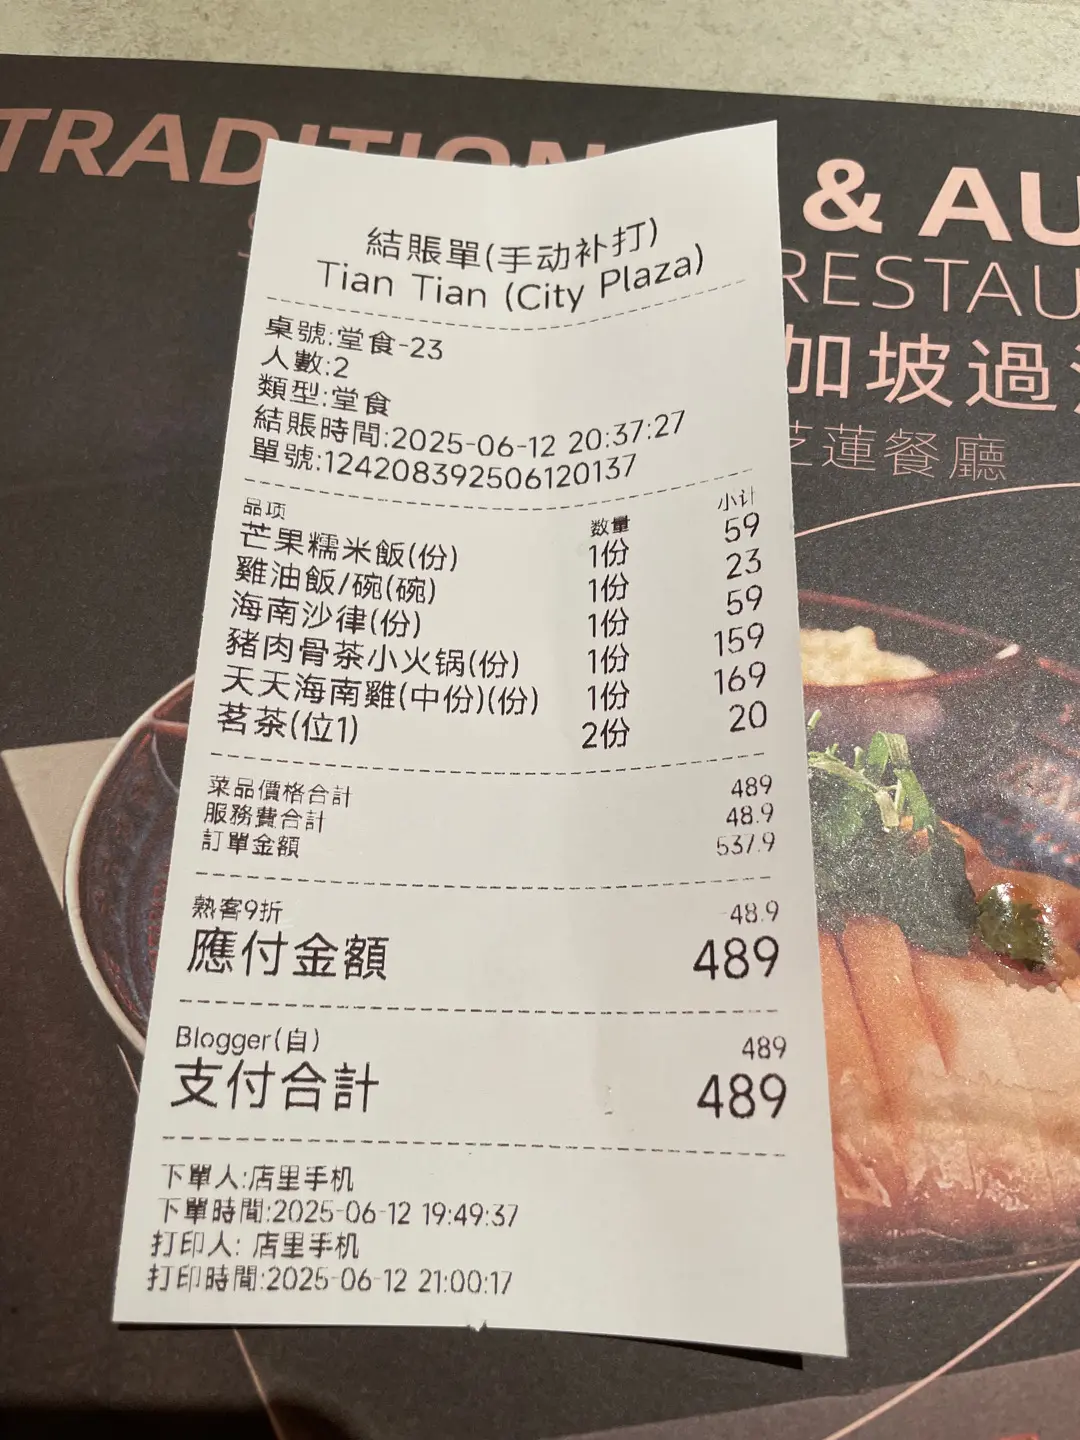 TRADITION & AU
RESTAU
加坡過
蓮餐廳
結賬單(手动补打)
Tian Tian (City Plaza)
桌號:堂食-23
人數:2
類型:堂食
結賬時間:2025-06-12 20:37:27
單號:124208392506120137
品项 数量 小计
芒果糯米飯(份) 1份 59
雞油飯/碗(碗) 1份 23
海南沙律(份) 1份 59
豬肉骨茶小火锅(份) 1份 159
天天海南雞(中份)(份) 1份 169
茗茶(位1) 2份 20
菜品價格合計 489
服務費合計 48.9
訂單金額 537.9
熟客9折 -48.9
應付金額 489
Blogger(自) 489
支付合計 489
下單人:店里手机
下單時間:2025-06-12 19:49:37
打印人: 店里手机
打印時間:2025-06-12 21:00:17